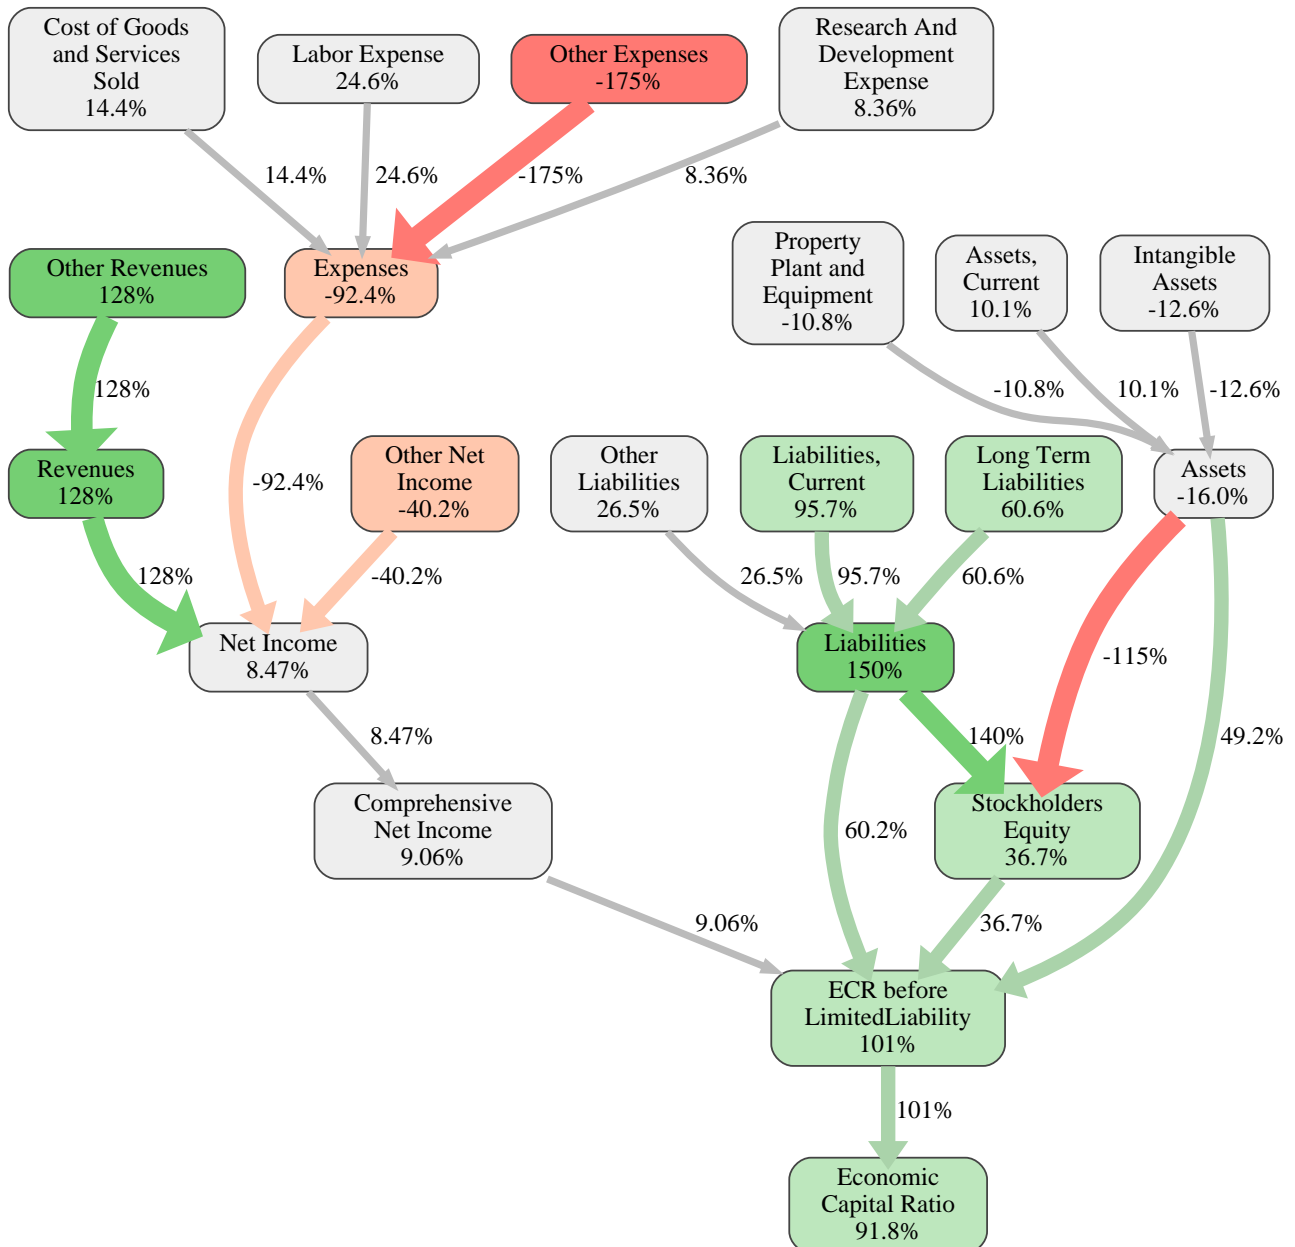 Cost of Goods
and Services
Sold
14.4%
Labor Expense
24.6%
Other Expenses
-175%
Research And
Development
Expense
8.36%
14.4%
24.6%
-175%
8.36%
Other Revenues
128%
Expenses
-92.4%
Property
Plant and
Equipment
-10.8%
Assets,
Current
10.1%
Intangible
Assets
-12.6%
128%
-10.8%
10.1%
-12.6%
Revenues
128%
-92.4%
Other Net
Income
-40.2%
Other
Liabilities
26.5%
Liabilities,
Current
95.7%
Long Term
Liabilities
60.6%
Assets
-16.0%
128%
-40.2%
26.5%
95.7%
60.6%
Net Income
8.47%
Liabilities
150%
-115%
8.47%
140%
49.2%
Comprehensive
Net Income
9.06%
60.2%
Stockholders
Equity
36.7%
9.06%
36.7%
ECR before
LimitedLiability
101%
101%
Economic
Capital Ratio
91.8%